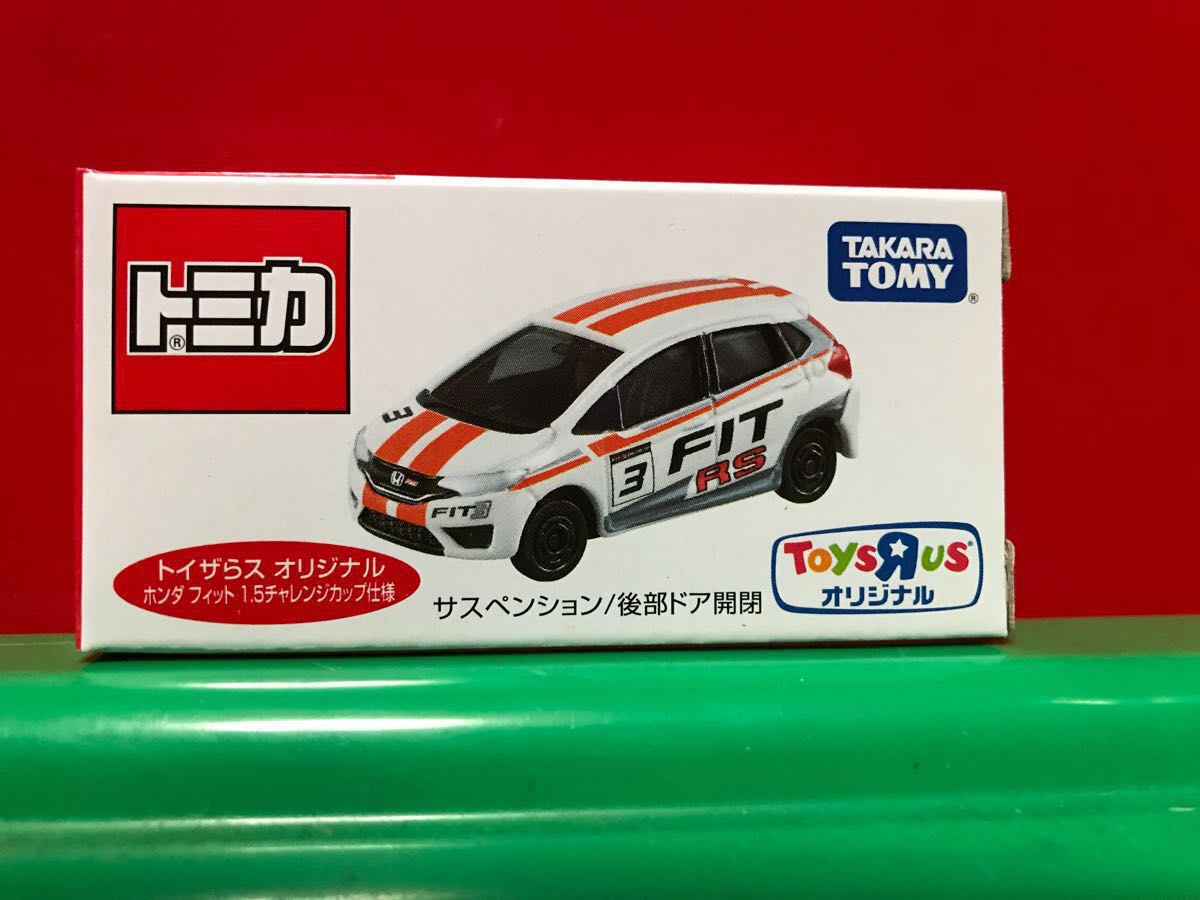 トミカ®
TAKARA
TOMY®
3
FIT
RS
3
FIT3
トイザらス オリジナル
ホンダ フィット 1.5チャレンジカップ仕様
サスペンション/後部ドア開閉
ToysЯUs®
オリジナル